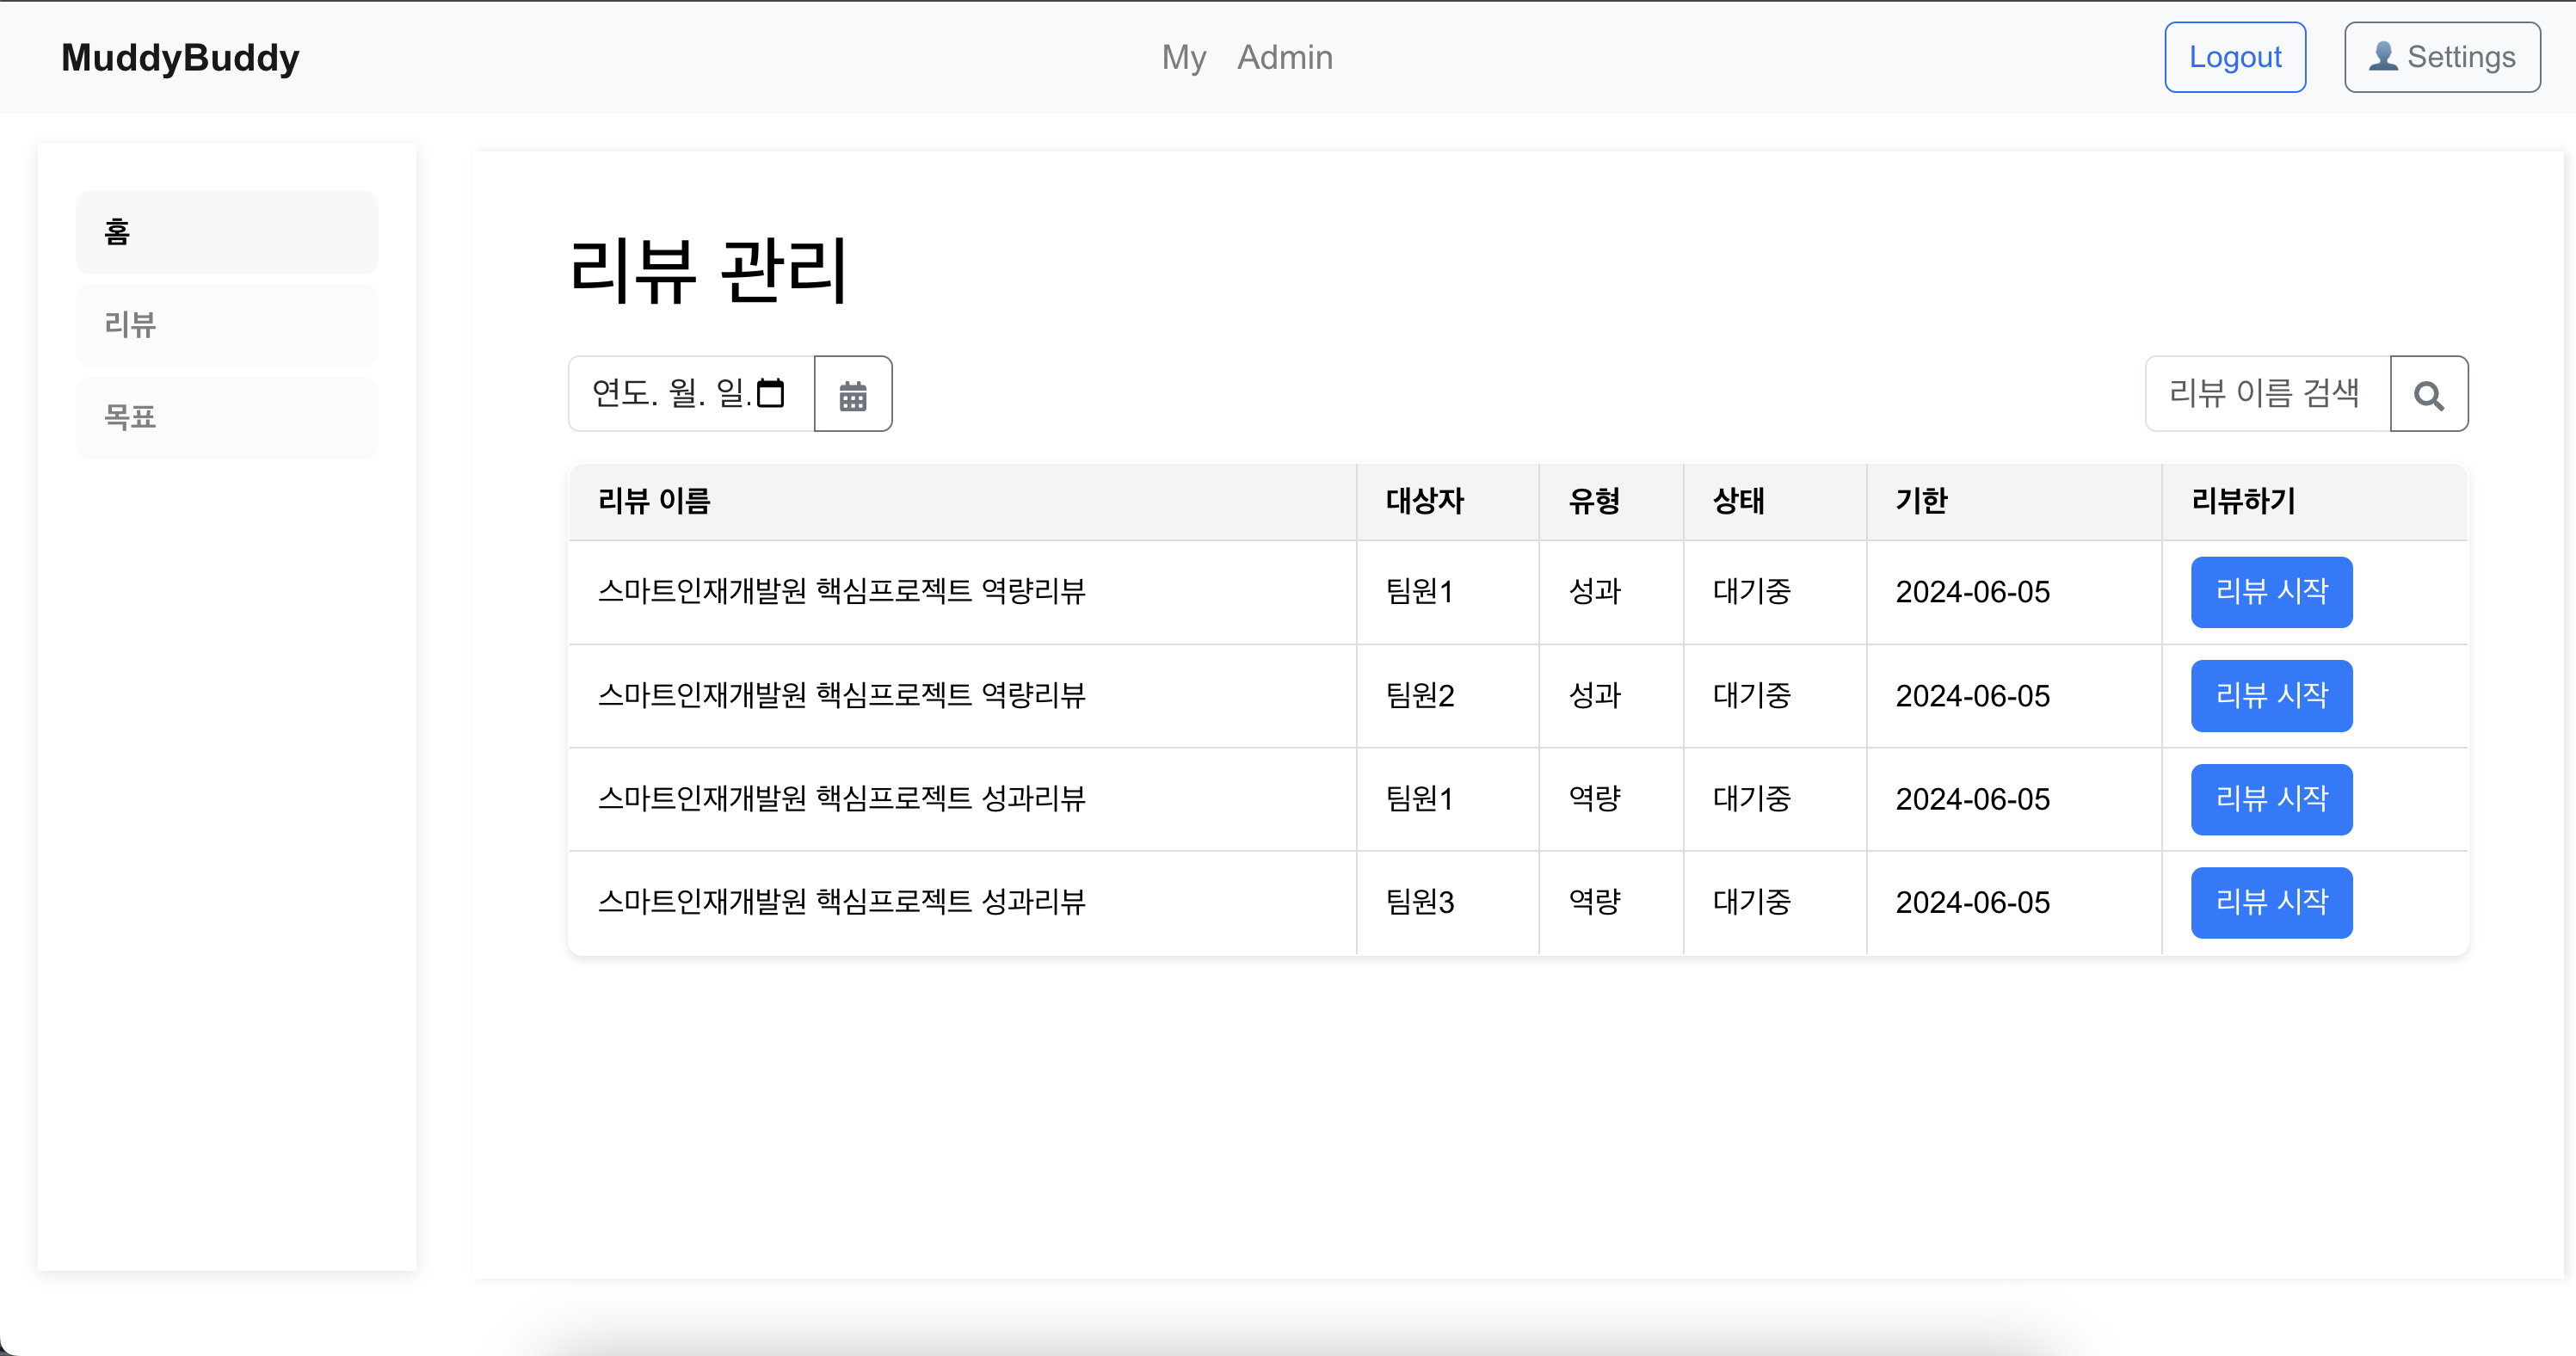 MuddyBuddy My Admin Logout Settings
홈
리뷰
목표
리뷰 관리
연도. 월. 일. 리뷰 이름 검색
리뷰 이름 대상자 유형 상태 기한 리뷰하기
스마트인재개발원 핵심프로젝트 역량리뷰 팀원1 성과 대기중 2024-06-05 리뷰 시작
스마트인재개발원 핵심프로젝트 역량리뷰 팀원2 성과 대기중 2024-06-05 리뷰 시작
스마트인재개발원 핵심프로젝트 성과리뷰 팀원1 역량 대기중 2024-06-05 리뷰 시작
스마트인재개발원 핵심프로젝트 성과리뷰 팀원3 역량 대기중 2024-06-05 리뷰 시작